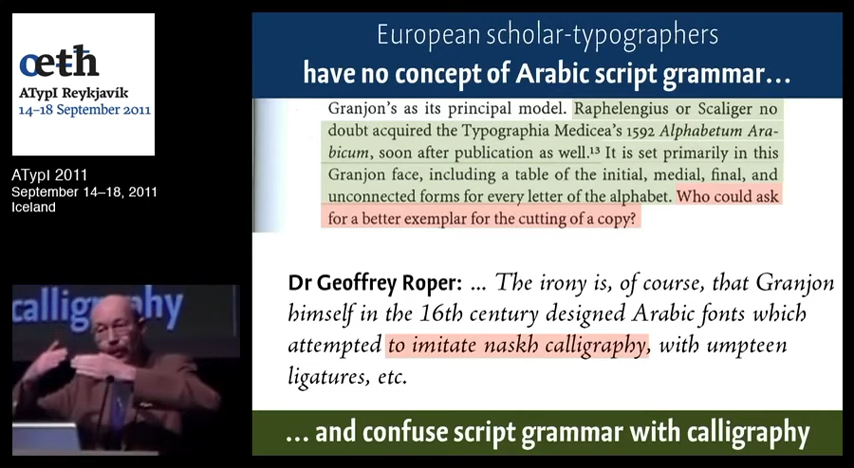 œth
ATypI Reykjavík
14–18 September 2011
ATypI 2011
September 14–18, 2011
Iceland
calligraphy
European scholar-typographers
have no concept of Arabic script grammar…
Granjon's as its principal model. Raphelengius or Scaliger no
doubt acquired the Typographia Medicea's 1592 Alphabetum Ara-
bicum, soon after publication as well.¹³ It is set primarily in this
Granjon face, including a table of the initial, medial, final, and
unconnected forms for every letter of the alphabet. Who could ask
for a better exemplar for the cutting of a copy?
Dr Geoffrey Roper: ... The irony is, of course, that Granjon
himself in the 16th century designed Arabic fonts which
attempted to imitate naskh calligraphy, with umpteen
ligatures, etc.
... and confuse script grammar with calligraphy